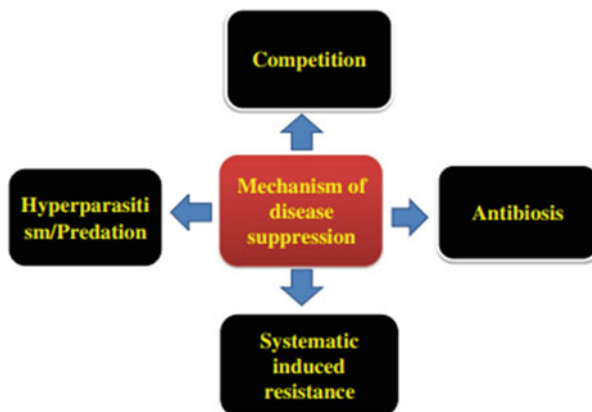 Competition
Hyperparasiti
sm/Predation
Mechanism of
disease
suppression
Antibiosis
Systematic
induced
resistance